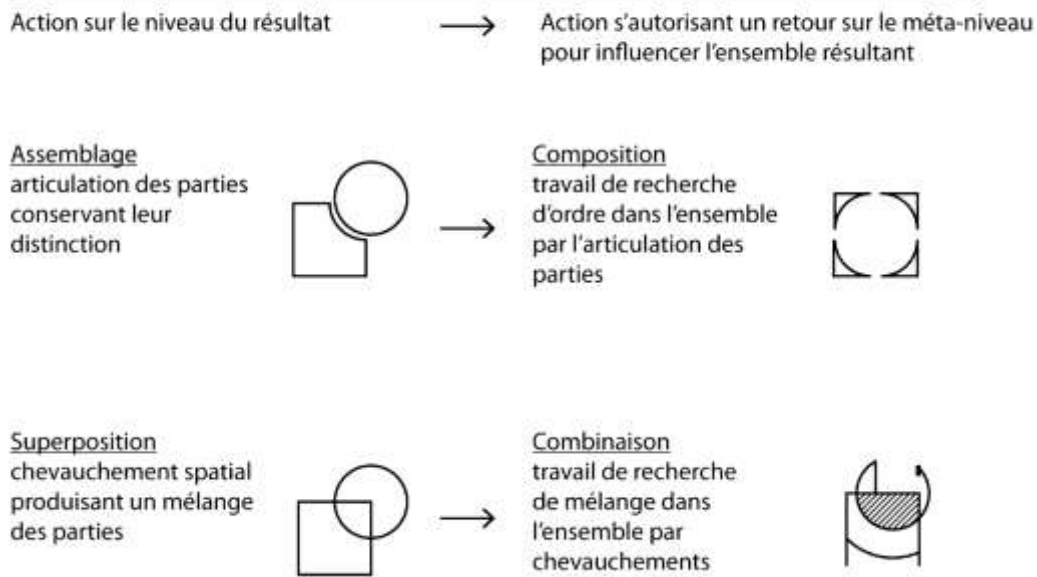 Action sur le niveau du résultat
Action s'autorisant un retour sur le méta-niveau
pour influencer l'ensemble résultant
Assemblage
articulation des parties
conservant leur
distinction
Composition
travail de recherche
d'ordre dans l'ensemble
par l'articulation des
parties
Superposition
chevauchement spatial
produisant un mélange
des parties
Combinaison
travail de recherche
de mélange dans
l'ensemble par
chevauchements